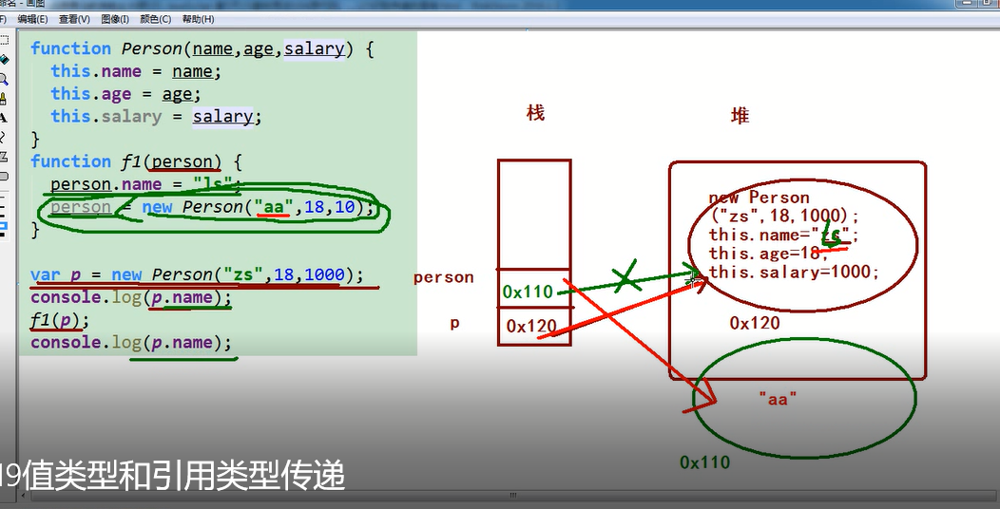 命名 - 画图
F) 编辑(E) 查看(V) 图像(I) 颜色(C) 帮助(H)
function Person(name,age,salary) {
this.name = name;
this.age = age;
this.salary = salary;
}
function f1(person) {
person.name = "ls";
person = new Person("aa",18,10);
}
var p = new Person("zs",18,1000);
console.log(p.name);
f1(p);
console.log(p.name);
栈
堆
person
0x110
p
0x120
new Person
("zs",18,1000);
this.name="zs";
ls
this.age=18;
this.salary=1000;
0x120
"aa"
0x110
19值类型和引用类型传递